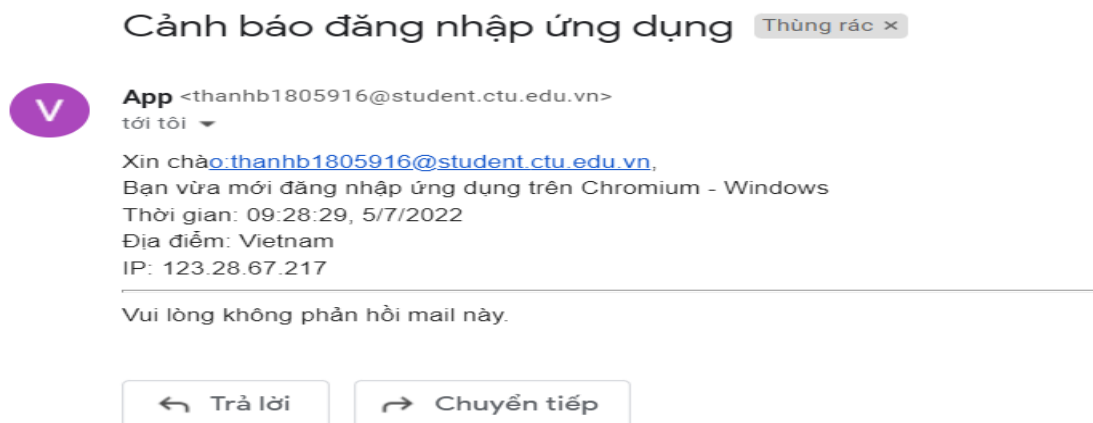 Cảnh báo đăng nhập ứng dụng Thùng rác ×
V
App <thanhb1805916@student.ctu.edu.vn>
tới tôi
Xin chào:thanhb1805916@student.ctu.edu.vn,
Bạn vừa mới đăng nhập ứng dụng trên Chromium - Windows
Thời gian: 09:28:29, 5/7/2022
Địa điểm: Vietnam
IP: 123.28.67.217
Vui lòng không phản hồi mail này.
Trả lời Chuyển tiếp